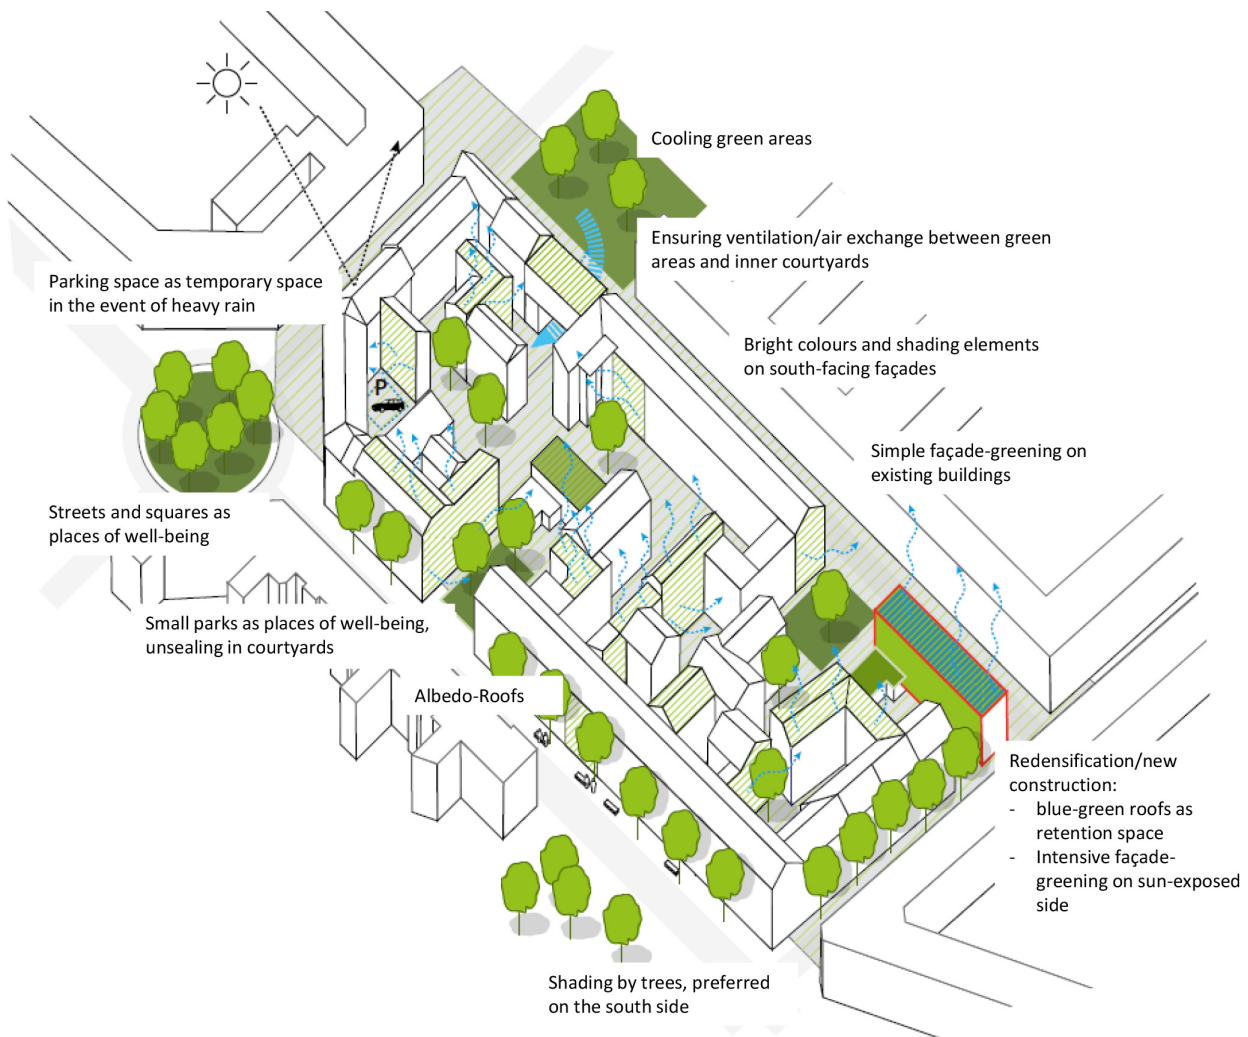 Cooling green areas
Ensuring ventilation/air exchange between green
areas and inner courtyards
Parking space as temporary space
in the event of heavy rain
Bright colours and shading elements
on south-facing façades
P
Simple façade-greening on
existing buildings
Streets and squares as
places of well-being
Small parks as places of well-being,
unsealing in courtyards
Albedo-Roofs
Redensification/new
construction:
- blue-green roofs as
retention space
- Intensive façade-
greening on sun-exposed
side
Shading by trees, preferred
on the south side